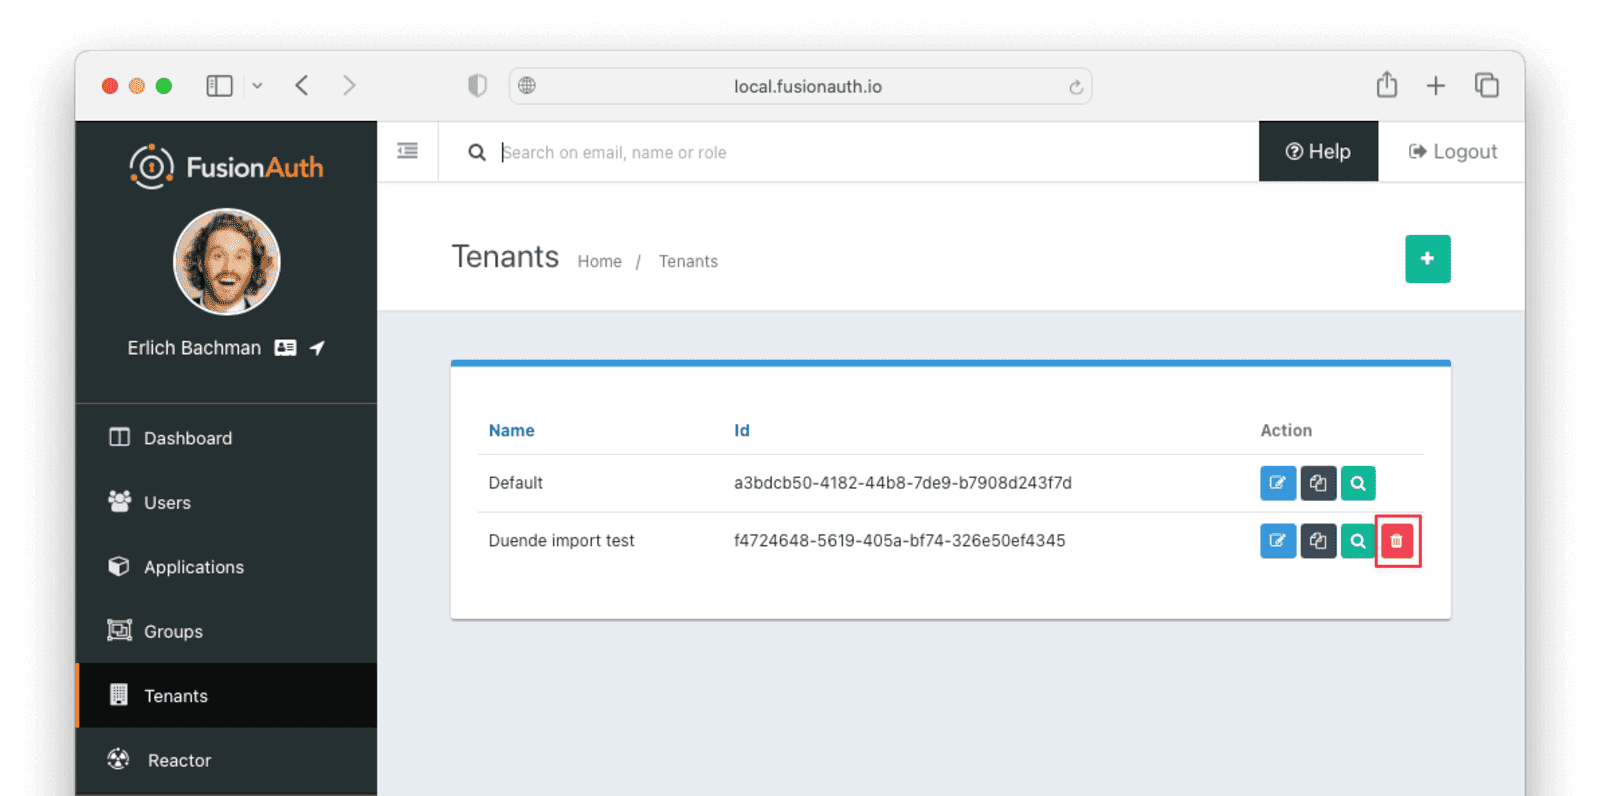 local.fusionauth.io
FusionAuth
Search on email, name or role
Help
Logout
Erlich Bachman
Dashboard
Users
Applications
Groups
Tenants
Reactor
Tenants Home / Tenants
Name Id Action
Default a3bdcb50-4182-44b8-7de9-b7908d243f7d
Duende import test f4724648-5619-405a-bf74-326e50ef4345